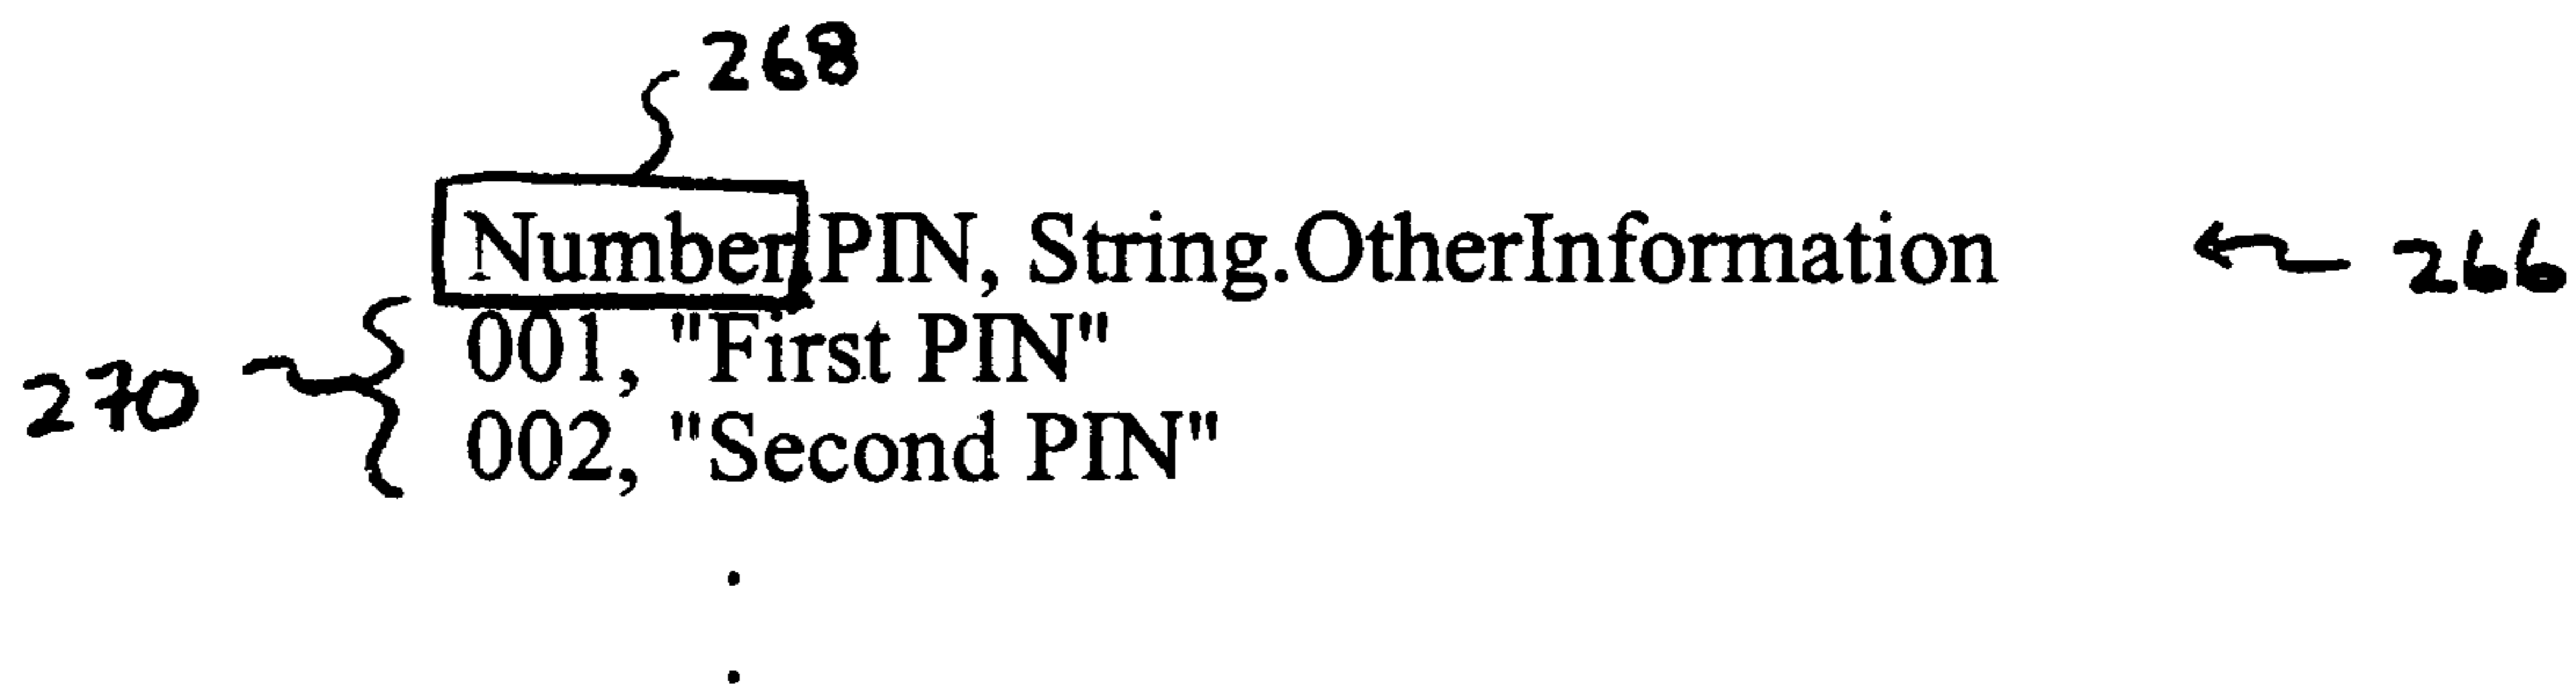 268
Number.PIN, String.OtherInformation 266
001, "First PIN"
270
002, "Second PIN"
.
.